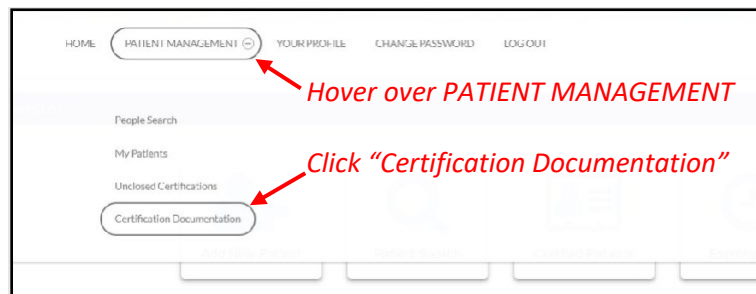 HOME PATIENT MANAGEMENT YOUR PROFILE CHANGE PASSWORD LOG OUT
Hover over PATIENT MANAGEMENT
People Search
My Patients
Click “Certification Documentation”
Unclosed Certifications
Certification Documentation